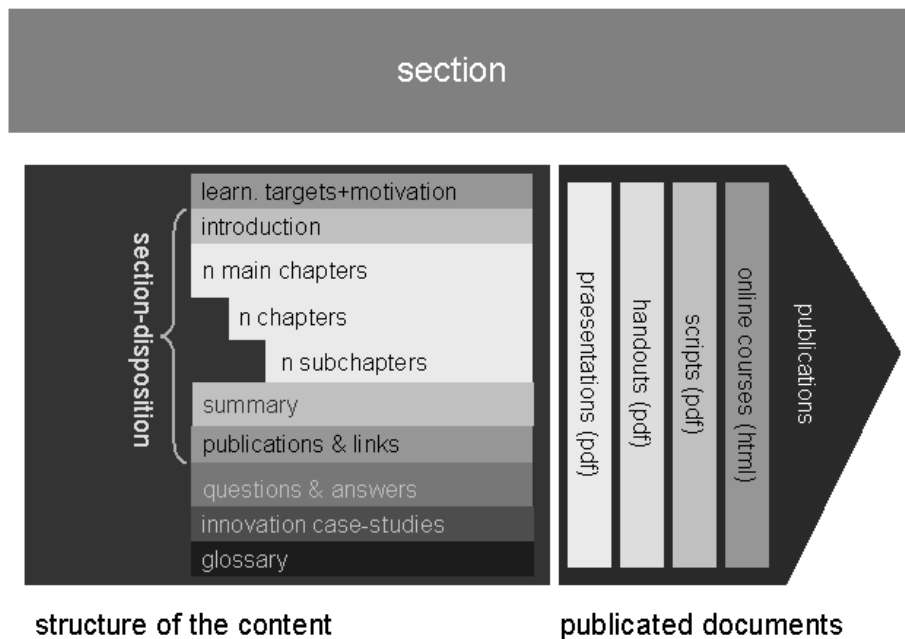 section
learn. targets+motivation
introduction
n main chapters
n chapters
n subchapters
summary
publications & links
questions & answers
innovation case-studies
glossary
section-disposition
praesentations (pdf)
handouts (pdf)
scripts (pdf)
online courses (html)
publications
structure of the content
publicated documents